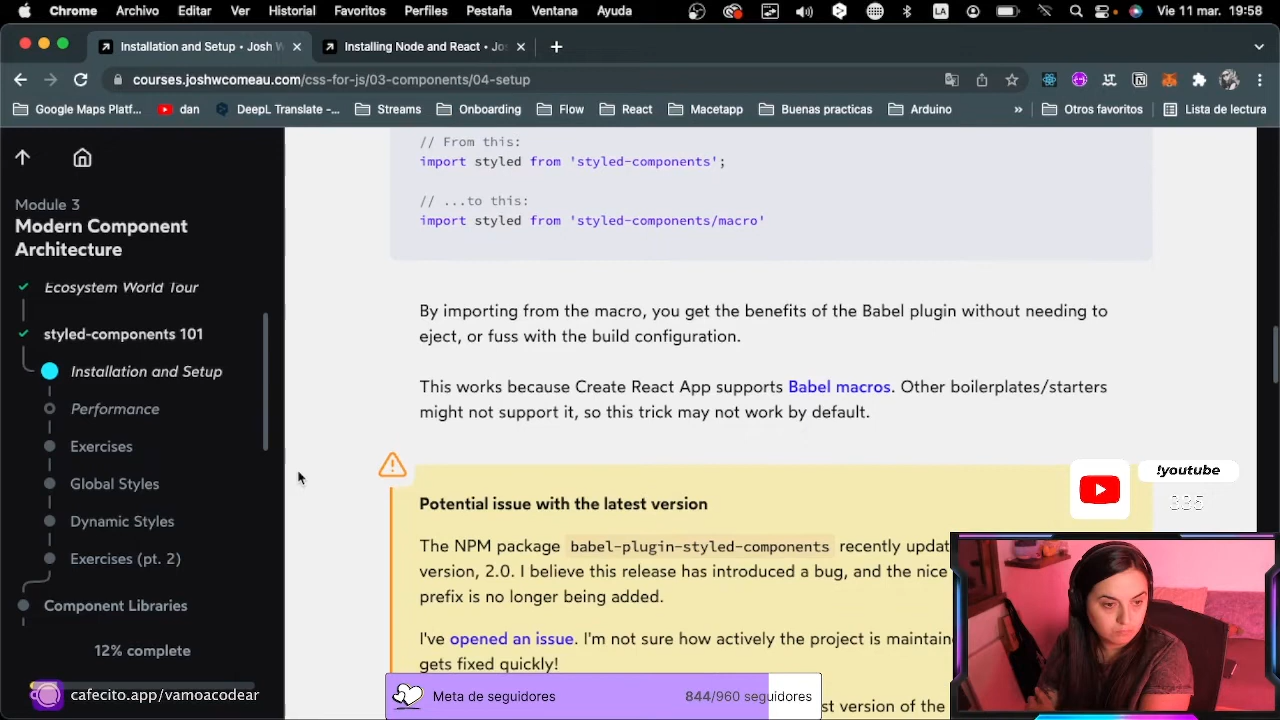 Chrome Archivo Editar Ver Historial Favoritos Perfiles Pestaña Ventana Ayuda LA Vie 11 mar. 19:58
Installation and Setup • Josh W Installing Node and React • Jos
courses.joshwcomeau.com/css-for-js/03-components/04-setup
Google Maps Platf... dan DeepL Translate -... Streams Onboarding Flow React Macetapp Buenas practicas Arduino » Otros favoritos Lista de lectura
Module 3
Modern Component
Architecture
Ecosystem World Tour
styled-components 101
Installation and Setup
Performance
Exercises
Global Styles
Dynamic Styles
Exercises (pt. 2)
Component Libraries
12% complete
cafecito.app/vamoacodear
// From this:
import styled from 'styled-components';
// ...to this:
import styled from 'styled-components/macro'
By importing from the macro, you get the benefits of the Babel plugin without needing to
eject, or fuss with the build configuration.
This works because Create React App supports Babel macros. Other boilerplates/starters
might not support it, so this trick may not work by default.
Potential issue with the latest version
The NPM package babel-plugin-styled-components recently updat
version, 2.0. I believe this release has introduced a bug, and the nice
prefix is no longer being added.
I've opened an issue. I'm not sure how actively the project is maintain
gets fixed quickly!
st version of the
Meta de seguidores 844/960 seguidores
!youtube